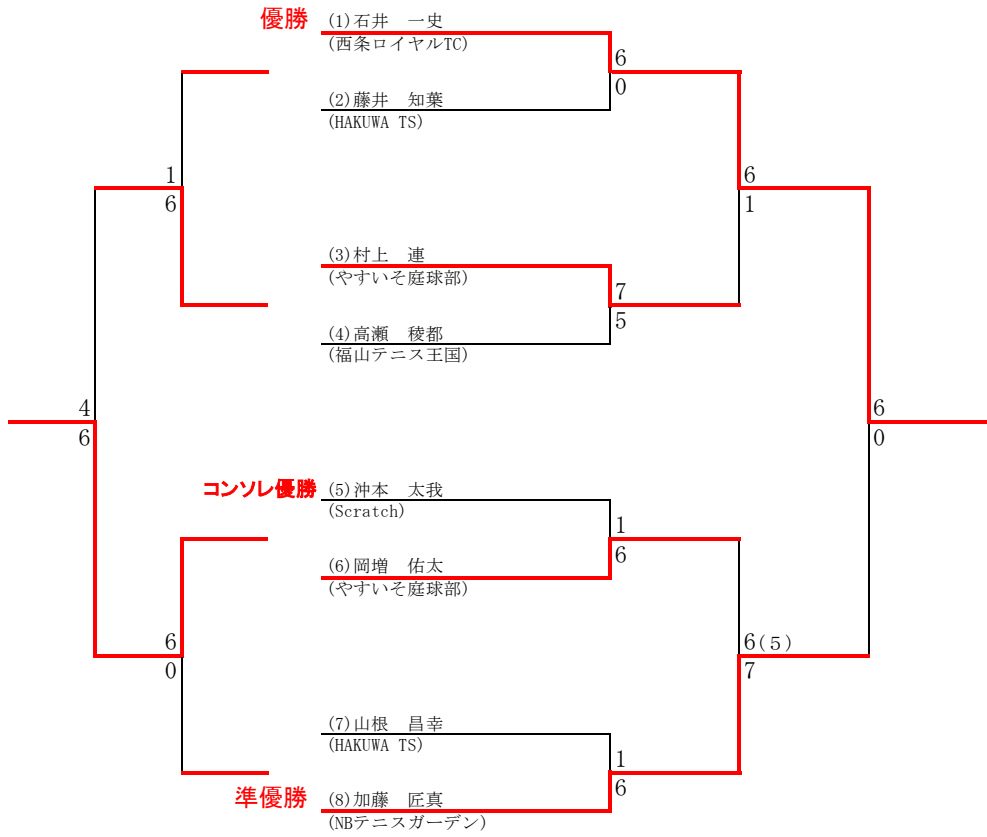 優勝 (1)石井　一史
(西条ロイヤルTC)
6
0
(2)藤井　知葉
(HAKUWA TS)
1
6
6
1
(3)村上　連
(やすいそ庭球部)
7
5
(4)高瀬　稜都
(福山テニス王国)
4
6
6
0
コンソレ優勝 (5)沖本　太我
(Scratch)
1
6
(6)岡増　佑太
(やすいそ庭球部)
6
0
6(5)
7
(7)山根　昌幸
(HAKUWA TS)
1
6
準優勝 (8)加藤　匠真
(NBテニスガーデン)